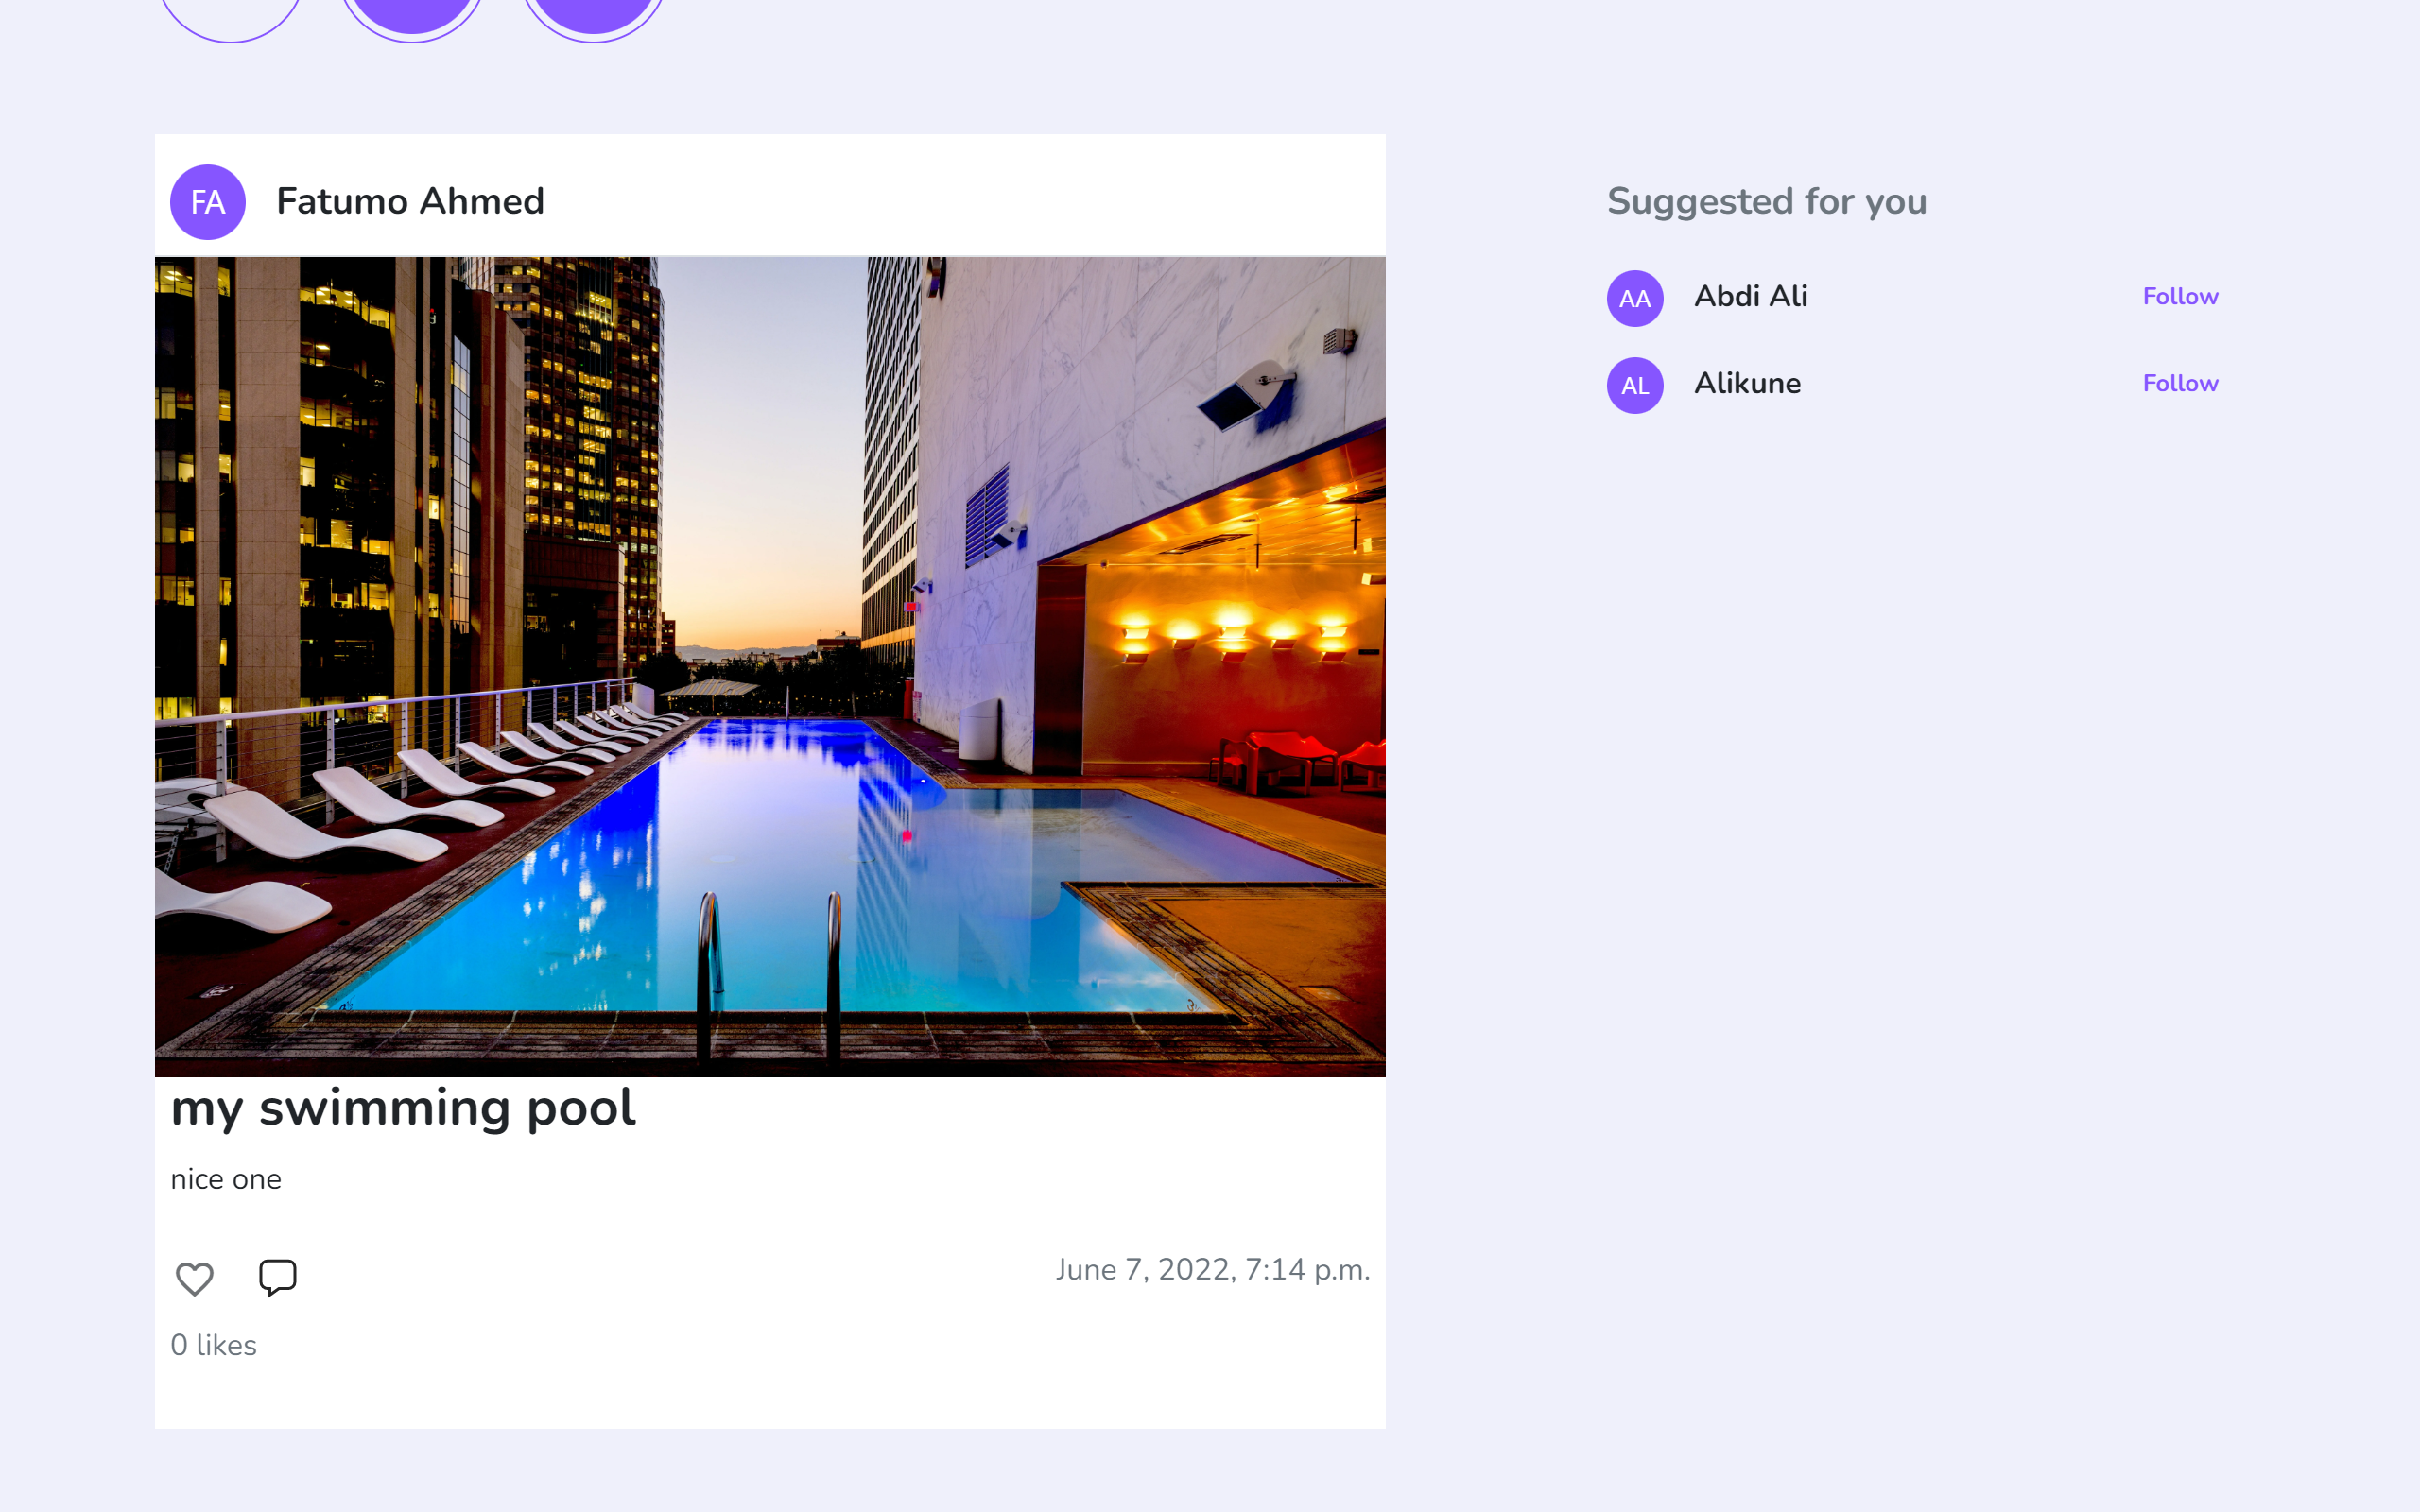 FA Fatumo Ahmed
my swimming pool
nice one
June 7, 2022, 7:14 p.m.
0 likes
Suggested for you
AA Abdi Ali Follow
AL Alikune Follow